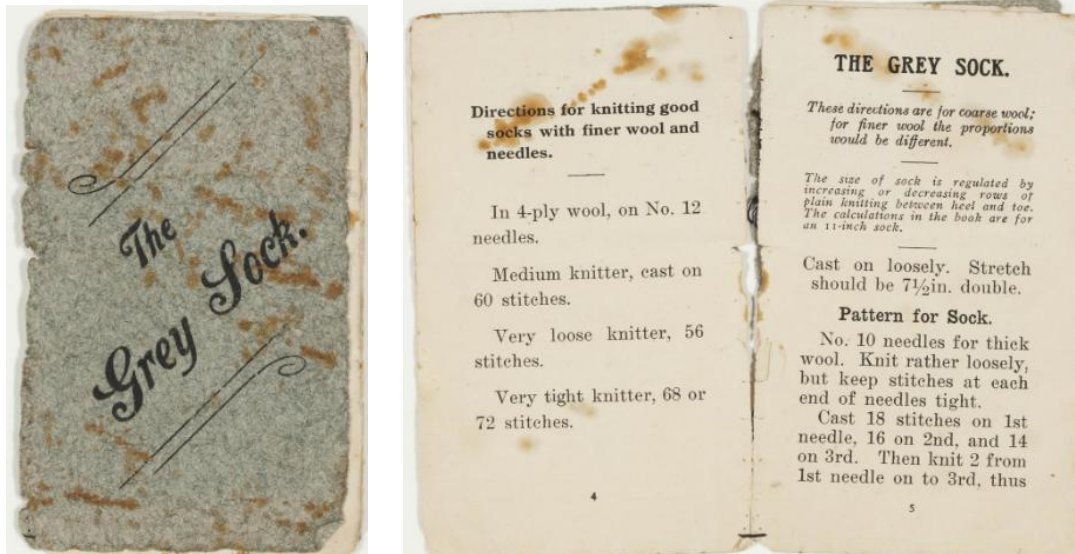 The
Grey Sock.
Directions for knitting good
socks with finer wool and
needles.
In 4-ply wool, on No. 12
needles.
Medium knitter, cast on
60 stitches.
Very loose knitter, 56
stitches.
Very tight knitter, 68 or
72 stitches.
4
THE GREY SOCK.
These directions are for coarse wool;
for finer wool the proportions
would be different.
The size of sock is regulated by
increasing or decreasing rows of
plain knitting between heel and toe.
The calculations in the book are for
an 11-inch sock.
Cast on loosely. Stretch
should be 7½in. double.
Pattern for Sock.
No. 10 needles for thick
wool. Knit rather loosely,
but keep stitches at each
end of needles tight.
Cast 18 stitches on 1st
needle, 16 on 2nd, and 14
on 3rd. Then knit 2 from
1st needle on to 3rd, thus
5